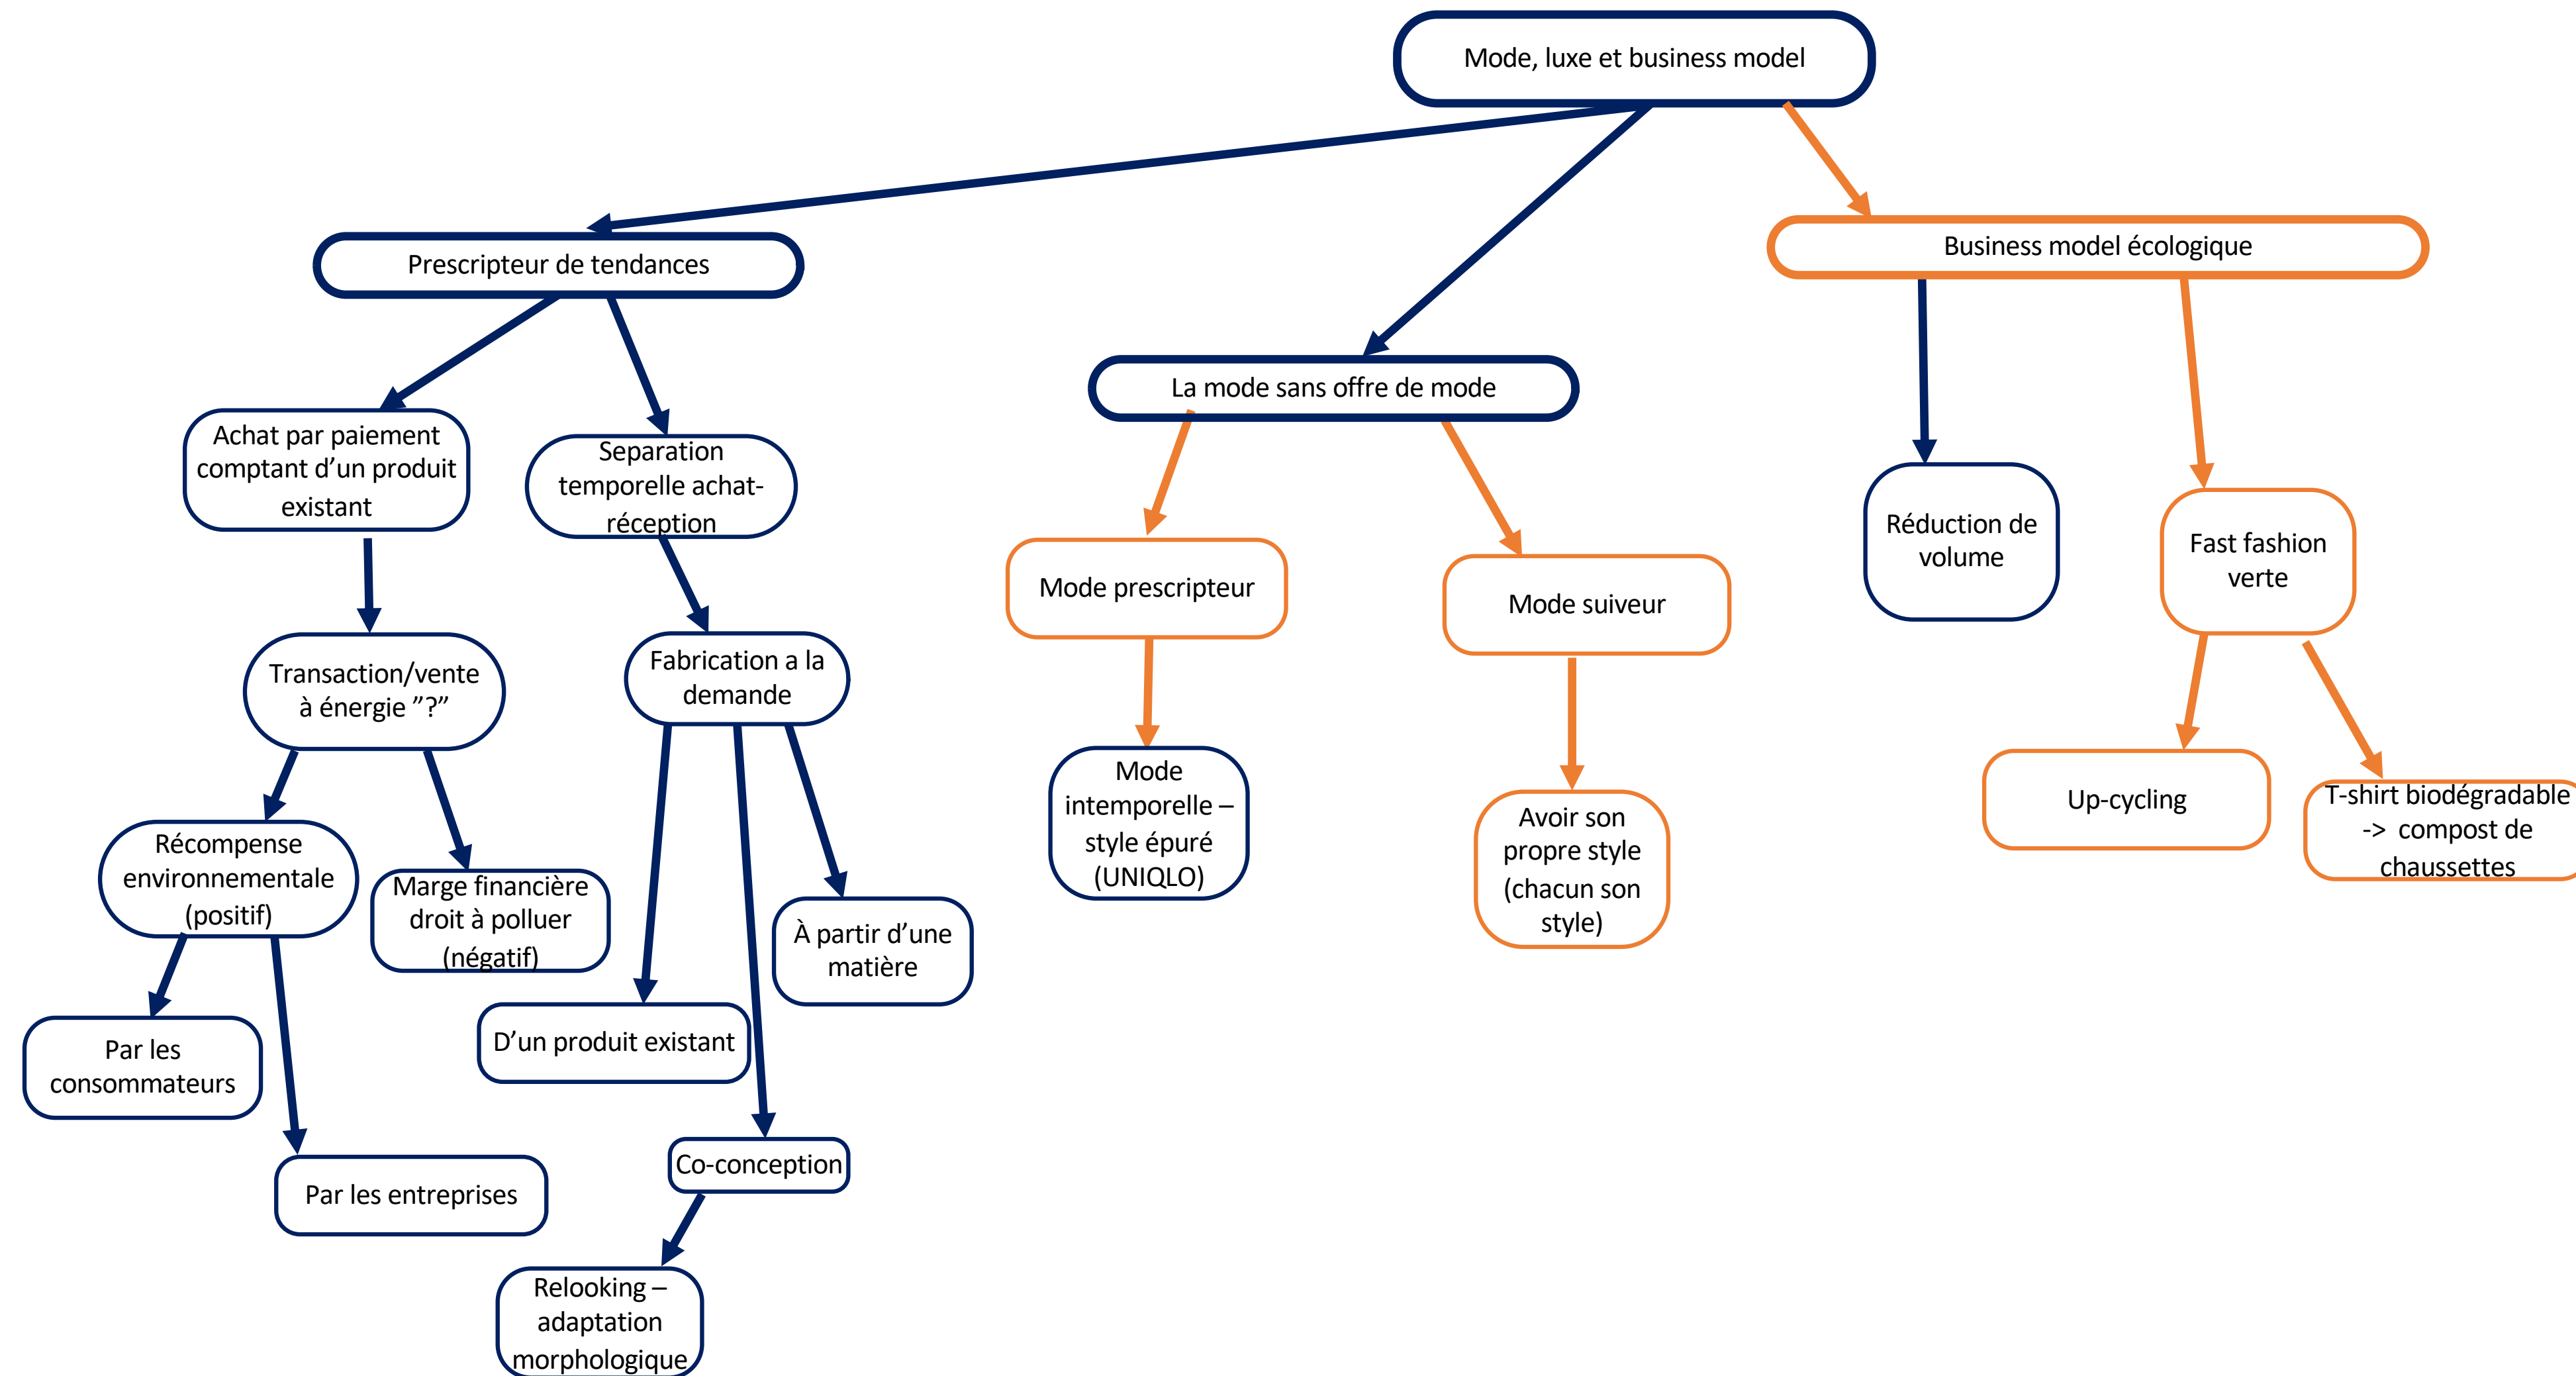 Mode, luxe et business model
Prescripteur de tendances
Business model écologique
La mode sans offre de mode
Achat par paiement
comptant d’un produit
existant
Separation
temporelle achat-
réception
Mode prescripteur
Mode suiveur
Réduction de
volume
Fast fashion
verte
Transaction/vente
à énergie ”?”
Fabrication a la
demande
Mode
intemporelle –
style épuré
(UNIQLO)
Avoir son
propre style
(chacun son
style)
Up-cycling
T-shirt biodégradable
-> compost de
chaussettes
Récompense
environnementale
(positif)
Marge financière
droit à polluer
(négatif)
À partir d’une
matière
D’un produit existant
Par les
consommateurs
Par les entreprises
Co-conception
Relooking –
adaptation
morphologique